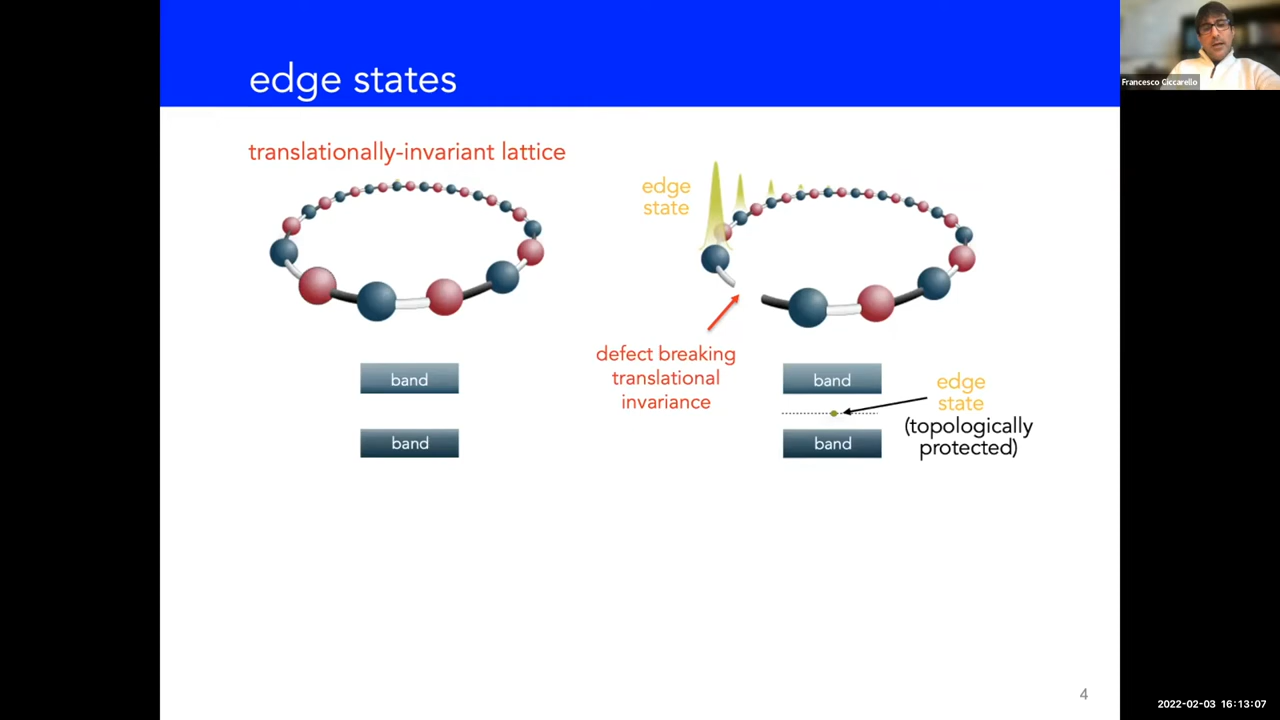 edge states
translationally-invariant lattice
edge
state
defect breaking
translational
invariance
band
band
band
band
edge
state
(topologically
protected)
4
Francesco Ciccarello
2022-02-03 16:13:07